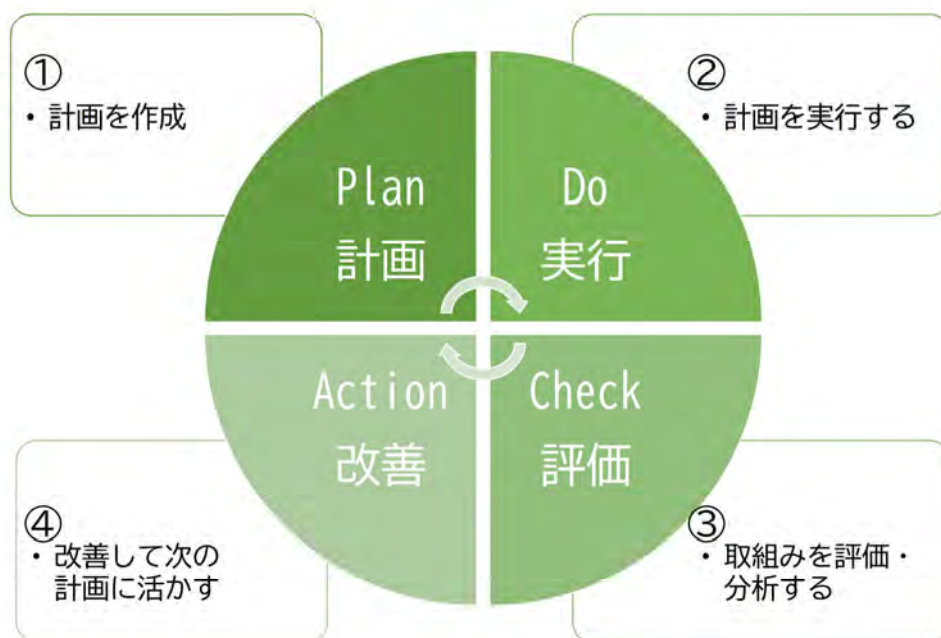 ①
・計画を作成
②
・計画を実行する
Plan
計画
Do
実行
Action
改善
Check
評価
④
・改善して次の
計画に活かす
③
・取組みを評価・
分析する